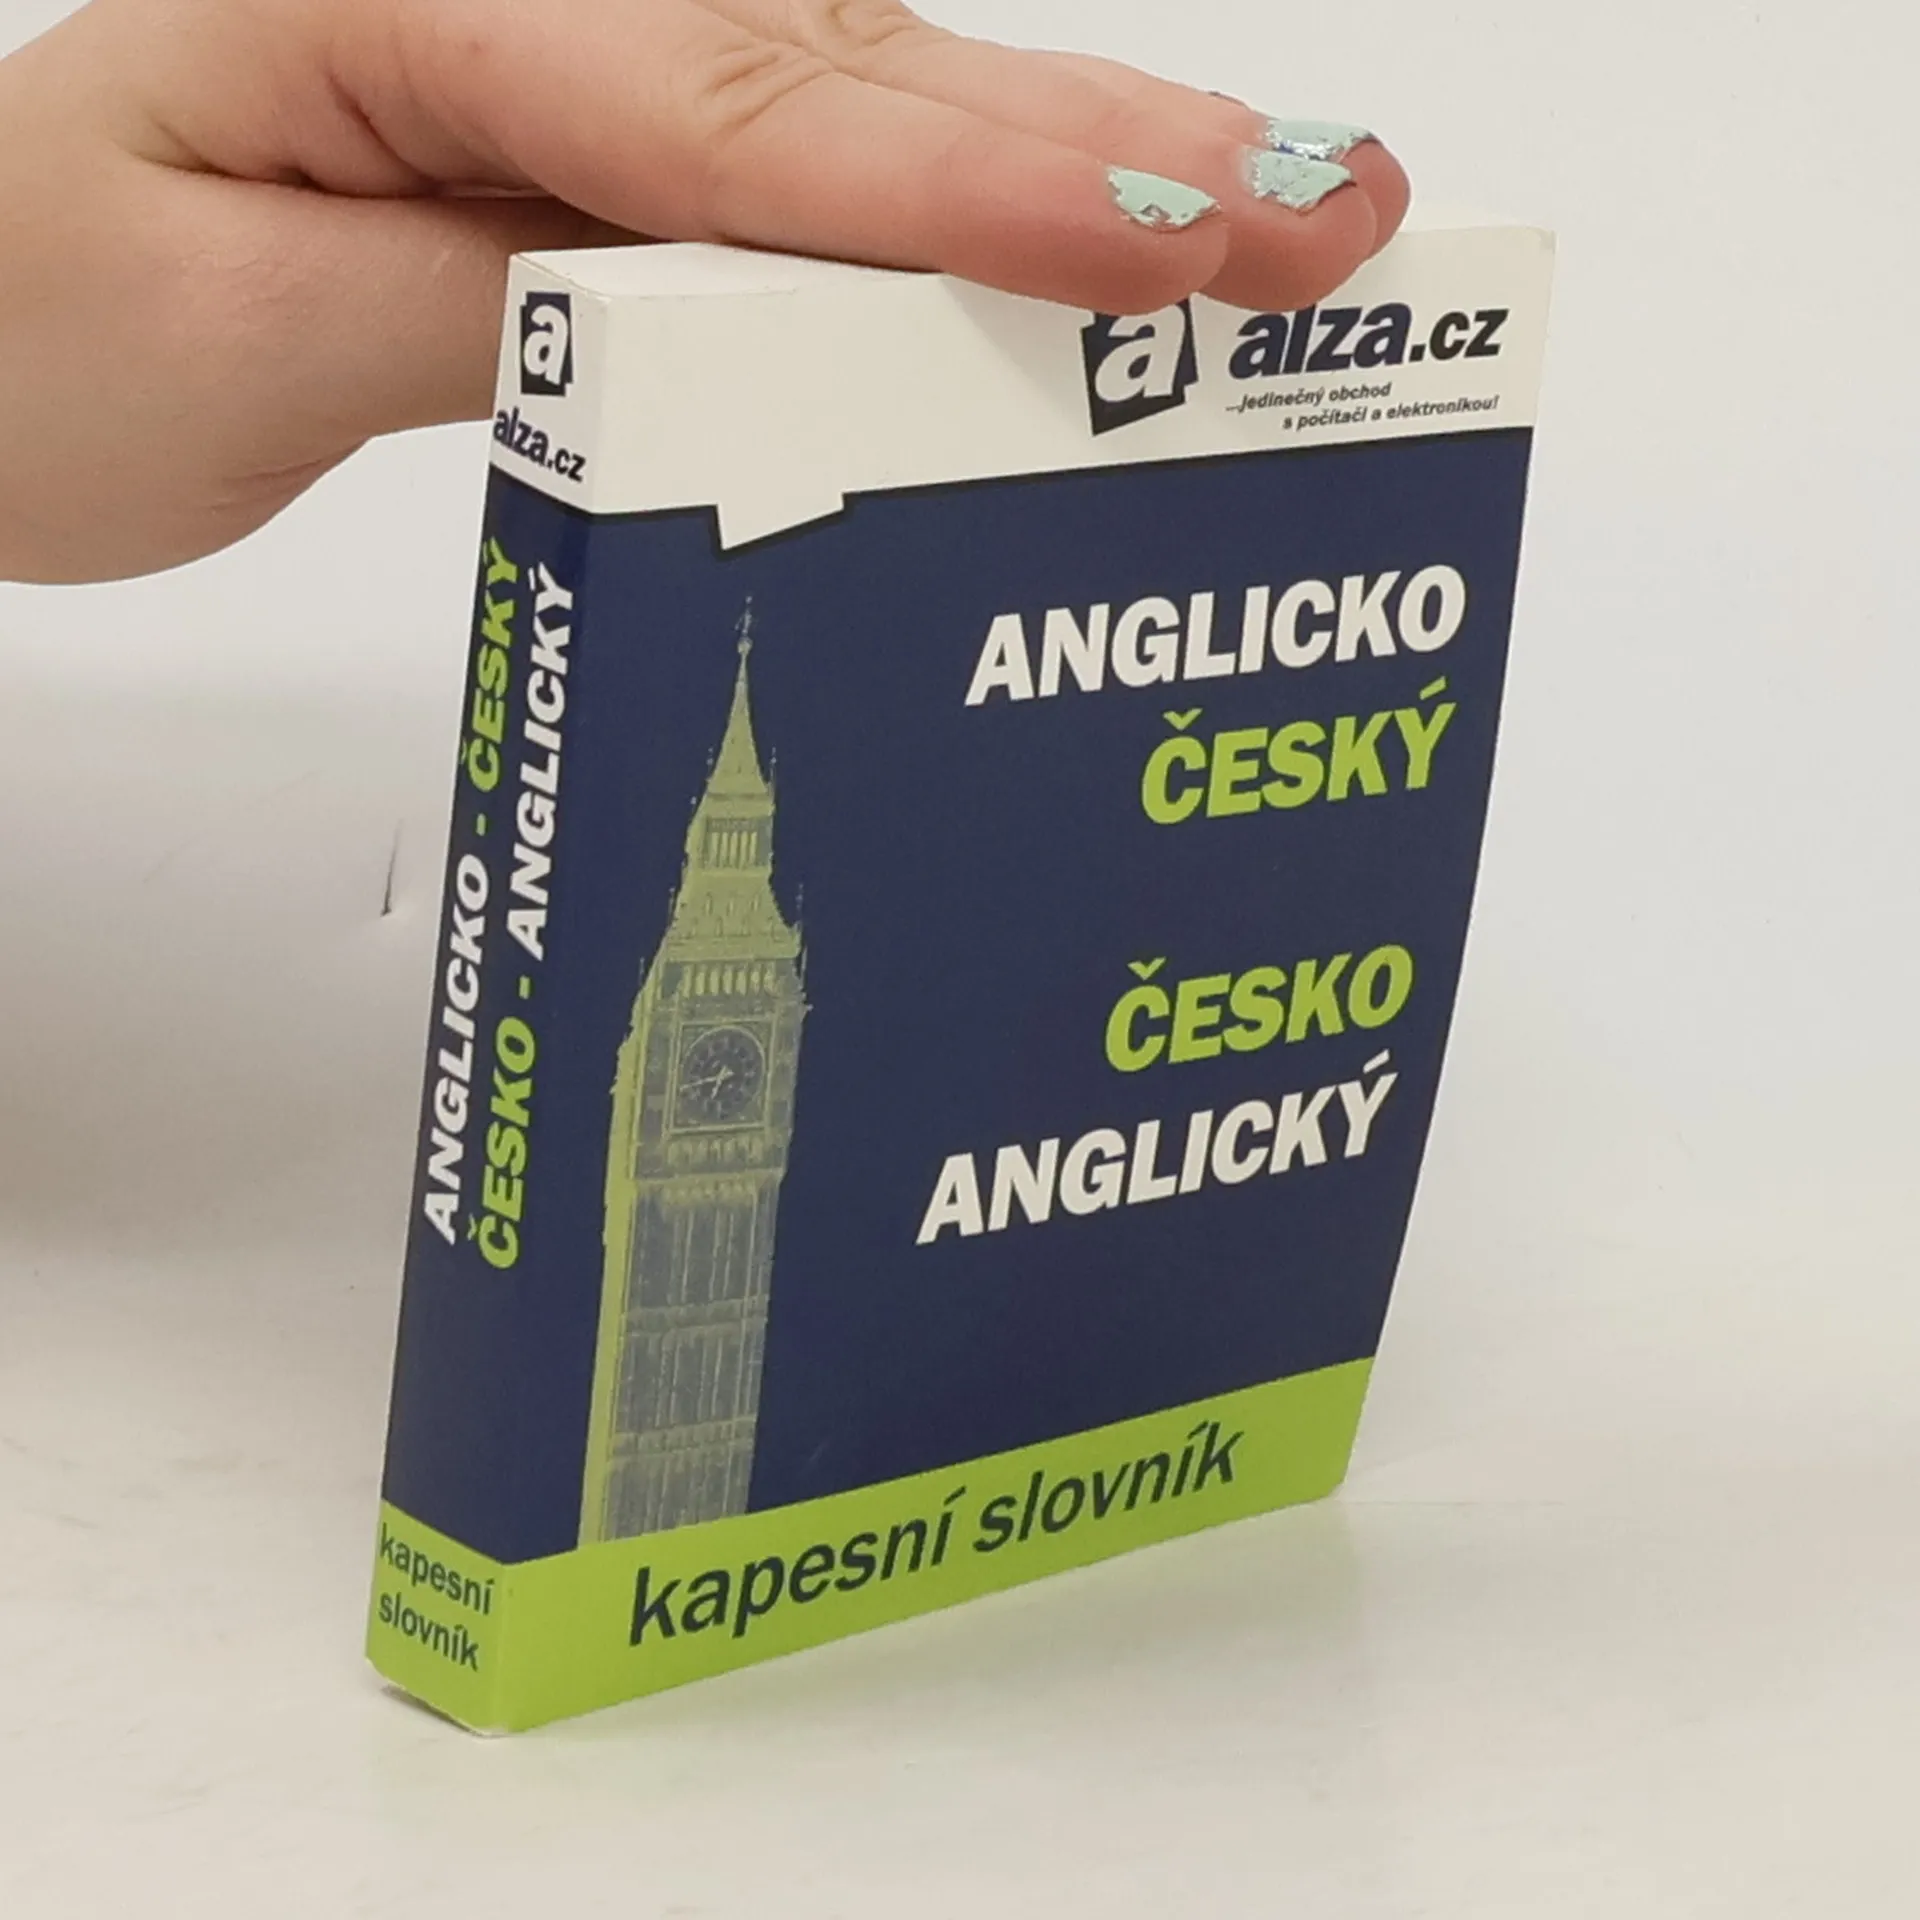 a
alza.cz
ANGLICKO - ČESKÝ
ČESKO - ANGLICKÝ
kapesní
slovník
a alza.cz
...jedinečný obchod
s počítači a elektronikou!
ANGLICKO
ČESKÝ
ČESKO
ANGLICKÝ
kapesní slovník